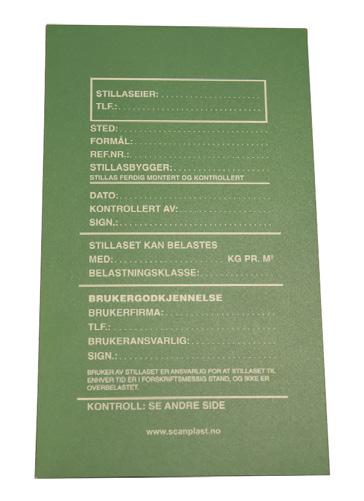 STILLASEIER:
TLF.:
STED:
FORMÅL:
REF.NR.:
STILLASBYGGER:
STILLAS FERDIG MONTERT OG KONTROLLERT
DATO:
KONTROLLERT AV:
SIGN.:
STILLASET KAN BELASTES
MED: KG PR. M²
BELASTNINGSKLASSE:
BRUKERGODKJENNELSE
BRUKERFIRMA:
TLF.:
BRUKERANSVARLIG:
SIGN.:
BRUKER AV STILLASET ER ANSVARLIG FOR AT STILLASET TIL
ENHVER TID ER I FORSKRIFTSMESSIG STAND, OG IKKE ER
OVERBELASTET.
KONTROLL: SE ANDRE SIDE
www.scanplast.no